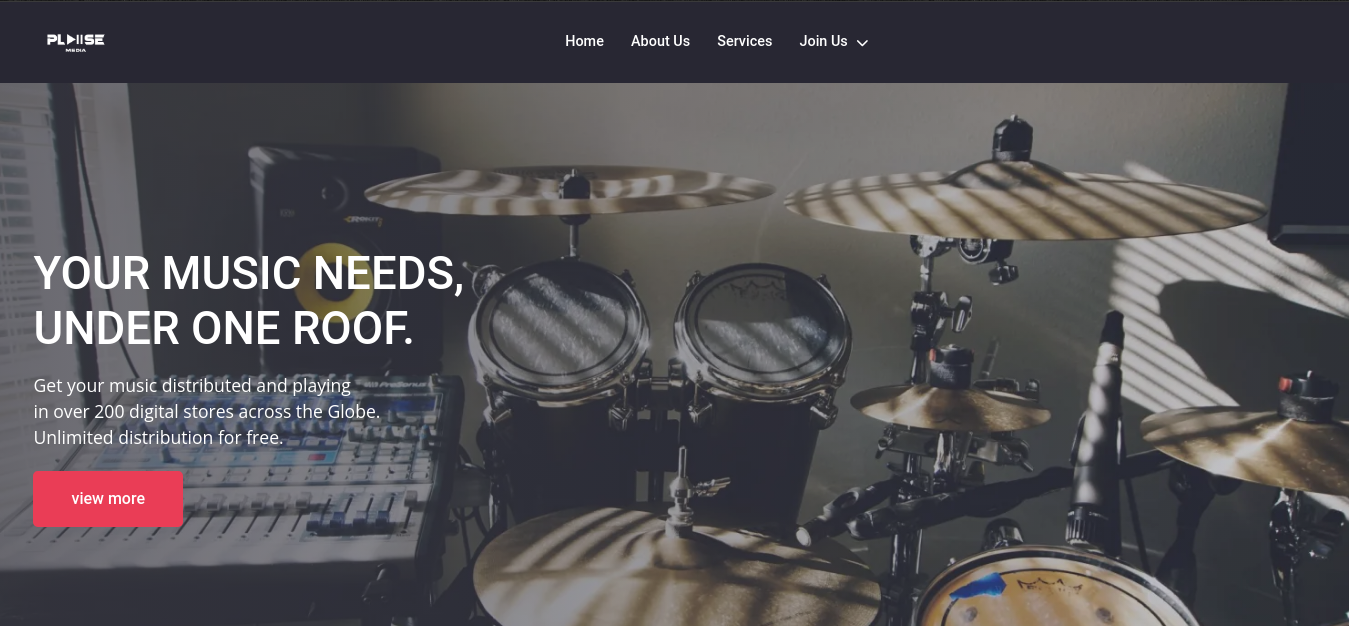 PL▶IISE
MEDIA
Home
About Us
Services
Join Us
YOUR MUSIC NEEDS,
UNDER ONE ROOF.
Get your music distributed and playing
in over 200 digital stores across the Globe.
Unlimited distribution for free.
view more